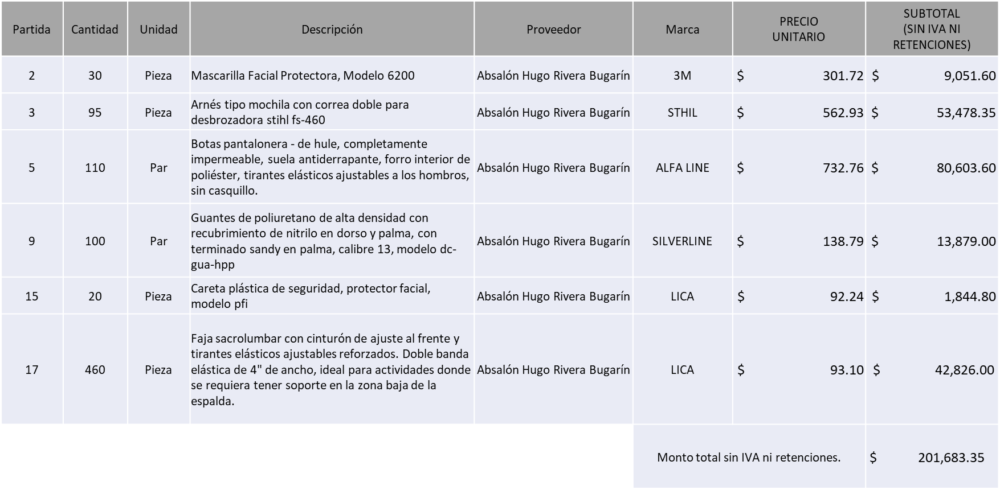 Partida Cantidad Unidad Descripción Proveedor Marca PRECIO
UNITARIO SUBTOTAL
(SIN IVA NI
RETENCIONES)
2 30 Pieza Mascarilla Facial Protectora, Modelo 6200 Absalón Hugo Rivera Bugarín 3M $ 301.72 $ 9,051.60
3 95 Pieza Arnés tipo mochila con correa doble para
desbrozadora stihl fs-460 Absalón Hugo Rivera Bugarín STHIL $ 562.93 $ 53,478.35
5 110 Par Botas pantalonera - de hule, completamente
impermeable, suela antiderrapante, forro interior de
poliéster, tirantes elásticos ajustables a los hombros,
sin casquillo. Absalón Hugo Rivera Bugarín ALFA LINE $ 732.76 $ 80,603.60
9 100 Par Guantes de poliuretano de alta densidad con
recubrimiento de nitrilo en dorso y palma, con
terminado sandy en palma, calibre 13, modelo dc-
gua-hpp Absalón Hugo Rivera Bugarín SILVERLINE $ 138.79 $ 13,879.00
15 20 Pieza Careta plástica de seguridad, protector facial,
modelo pfi Absalón Hugo Rivera Bugarín LICA $ 92.24 $ 1,844.80
17 460 Pieza Faja sacrolumbar con cinturón de ajuste al frente y
tirantes elásticos ajustables reforzados. Doble banda
elástica de 4" de ancho, ideal para actividades donde
se requiera tener soporte en la zona baja de la
espalda. Absalón Hugo Rivera Bugarín LICA $ 93.10 $ 42,826.00
Monto total sin IVA ni retenciones. $ 201,683.35